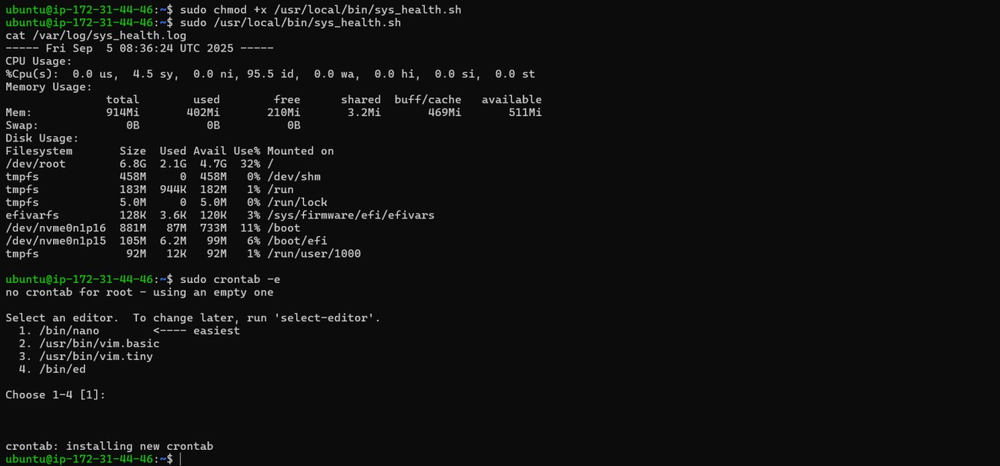 ubuntu@ip-172-31-44-46:~$ sudo chmod +x /usr/local/bin/sys_health.sh
ubuntu@ip-172-31-44-46:~$ sudo /usr/local/bin/sys_health.sh
cat /var/log/sys_health.log
----- Fri Sep  5 08:36:24 UTC 2025 -----
CPU Usage:
%Cpu(s):  0.0 us,  4.5 sy,  0.0 ni, 95.5 id,  0.0 wa,  0.0 hi,  0.0 si,  0.0 st
Memory Usage:
               total        used        free      shared  buff/cache   available
Mem:           914Mi       402Mi       210Mi       3.2Mi       469Mi       511Mi
Swap:             0B          0B          0B
Disk Usage:
Filesystem       Size  Used Avail Use% Mounted on
/dev/root        6.8G  2.1G  4.7G  32% /
tmpfs            458M     0  458M   0% /dev/shm
tmpfs            183M  944K  182M   1% /run
tmpfs            5.0M     0  5.0M   0% /run/lock
efivarfs         128K  3.6K  120K   3% /sys/firmware/efi/efivars
/dev/nvme0n1p16  881M   87M  733M  11% /boot
/dev/nvme0n1p15  105M  6.2M   99M   6% /boot/efi
tmpfs             92M   12K   92M   1% /run/user/1000
ubuntu@ip-172-31-44-46:~$ sudo crontab -e
no crontab for root - using an empty one
Select an editor.  To change later, run 'select-editor'.
  1. /bin/nano        <---- easiest
  2. /usr/bin/vim.basic
  3. /usr/bin/vim.tiny
  4. /bin/ed
Choose 1-4 [1]:
crontab: installing new crontab
ubuntu@ip-172-31-44-46:~$